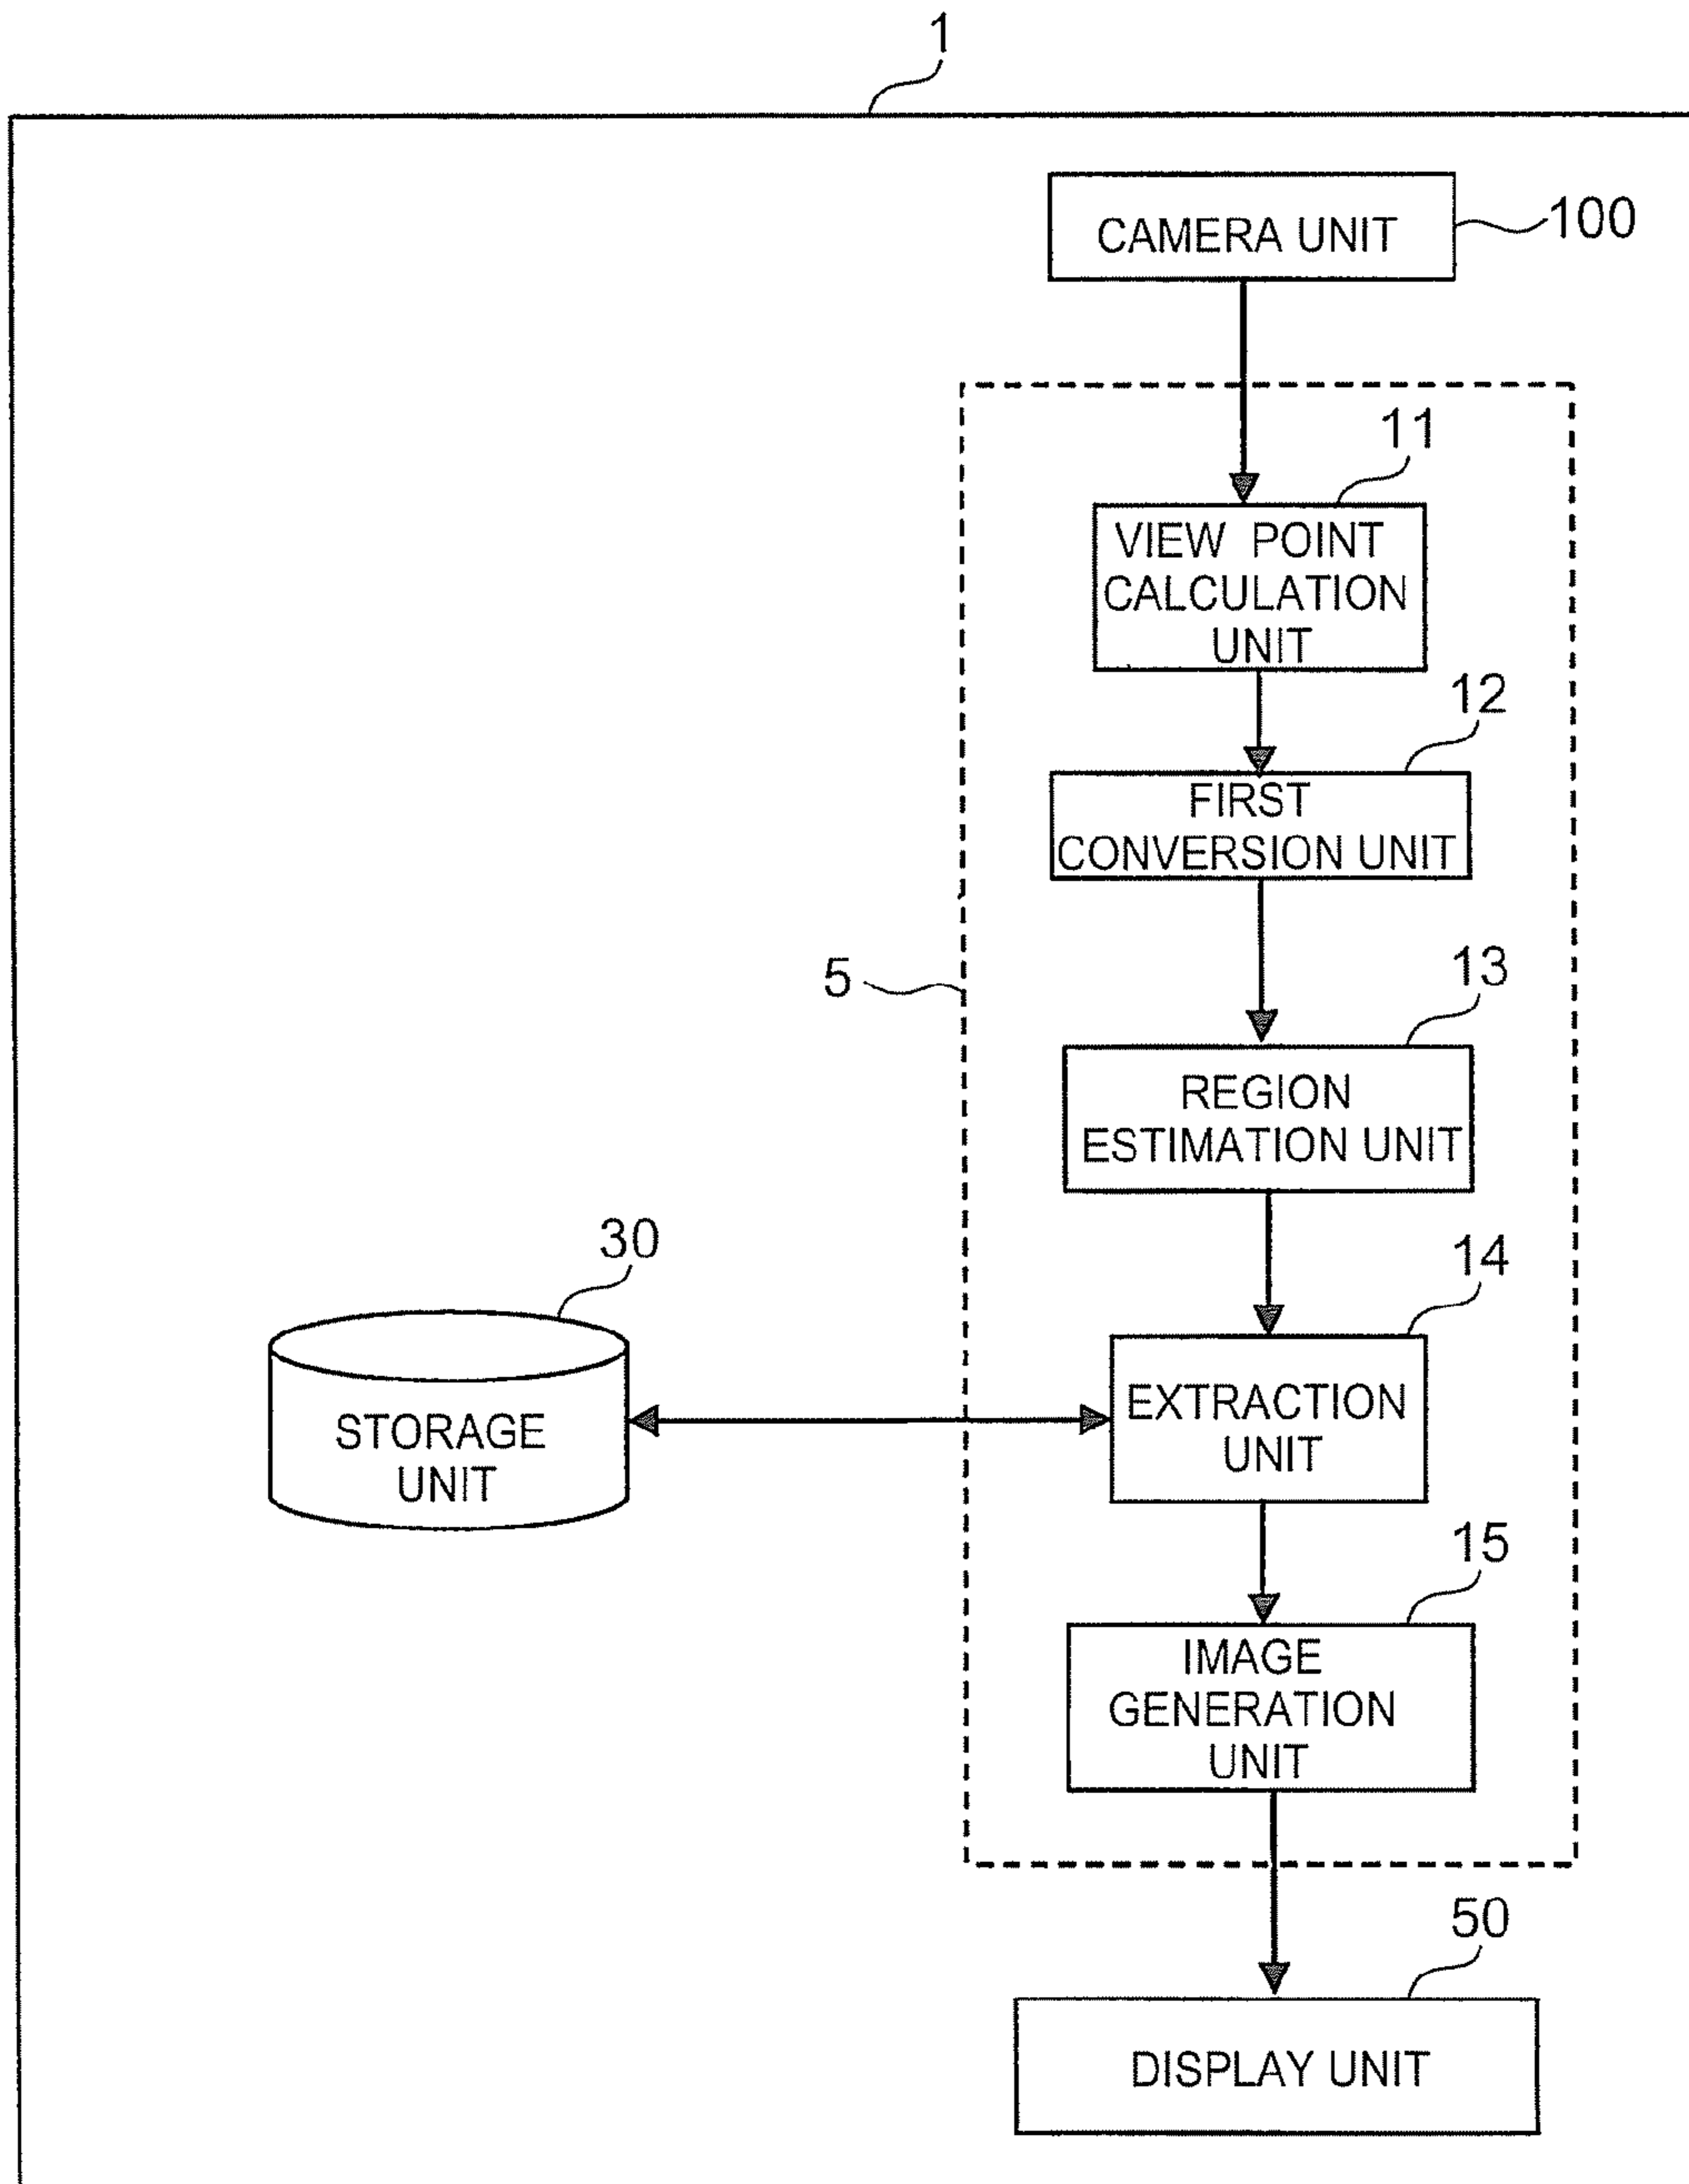 1
CAMERA UNIT
100
11
VIEW POINT
CALCULATION
UNIT
12
FIRST
CONVERSION UNIT
5
13
REGION
ESTIMATION UNIT
30
14
STORAGE
UNIT
EXTRACTION
UNIT
15
IMAGE
GENERATION
UNIT
50
DISPLAY UNIT